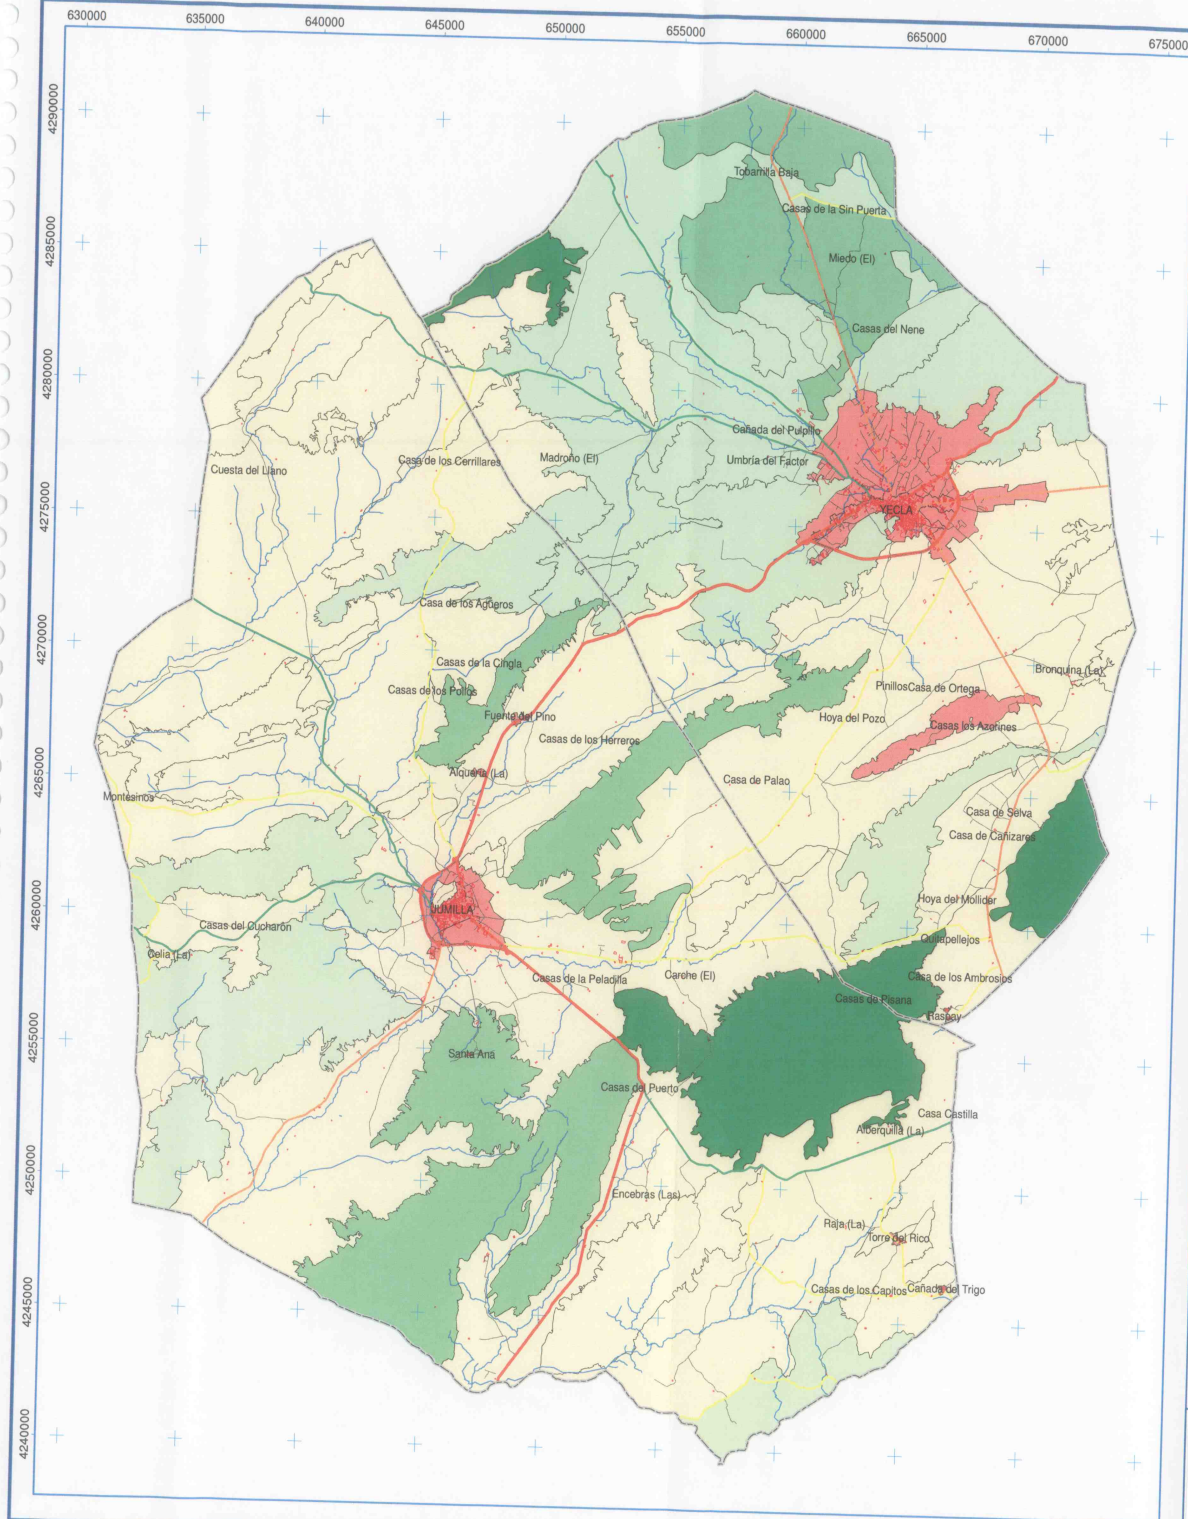 630000
635000
640000
645000
650000
655000
660000
665000
670000
675000
4290000
4285000
4280000
4275000
4270000
4265000
4260000
4255000
4250000
4245000
4240000
Tobarrilla Baja
Casas de la Sin Puerta
Miedo (El)
Casas del Nene
Cañada del Pulpillo
Umbría del Factor
Madroño (El)
Casa de los Cerrillares
Cuesta del Llano
YECLA
Casa de los Agüeros
Casas de la Cingla
Casas de los Pollos
Fuente del Pino
Casas de los Herreros
Alquería (La)
Bronquina (La)
Pinillos
Casa de Ortega
Hoya del Pozo
Casas los Azorines
Casa de Palao
Montesinos
Casa de Selva
Casa de Cañizares
Hoya del Mollidar
JUMILLA
Casas del Cucharón
Celia (La)
Quitapellejos
Casas de la Peladilla
Carche (El)
Casa de los Ambrosios
Casas de Pisana
Raspay
Santa Ana
Casas del Puerto
Casa Castilla
Alberquilla (La)
Encebras (Las)
Raja (La)
Torre del Rico
Casas de los Capitos
Cañada del Trigo